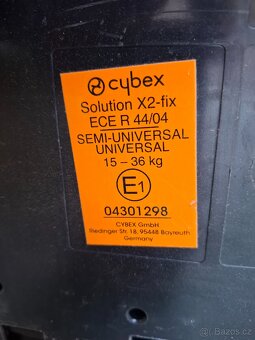 cybex
Solution X2-fix
ECE R 44/04
SEMI-UNIVERSAL
UNIVERSAL
15 – 36 kg
E1
04301298
CYBEX GmbH
Riedinger Str. 18, 95448 Bayreuth
Germany
Bazos.cz